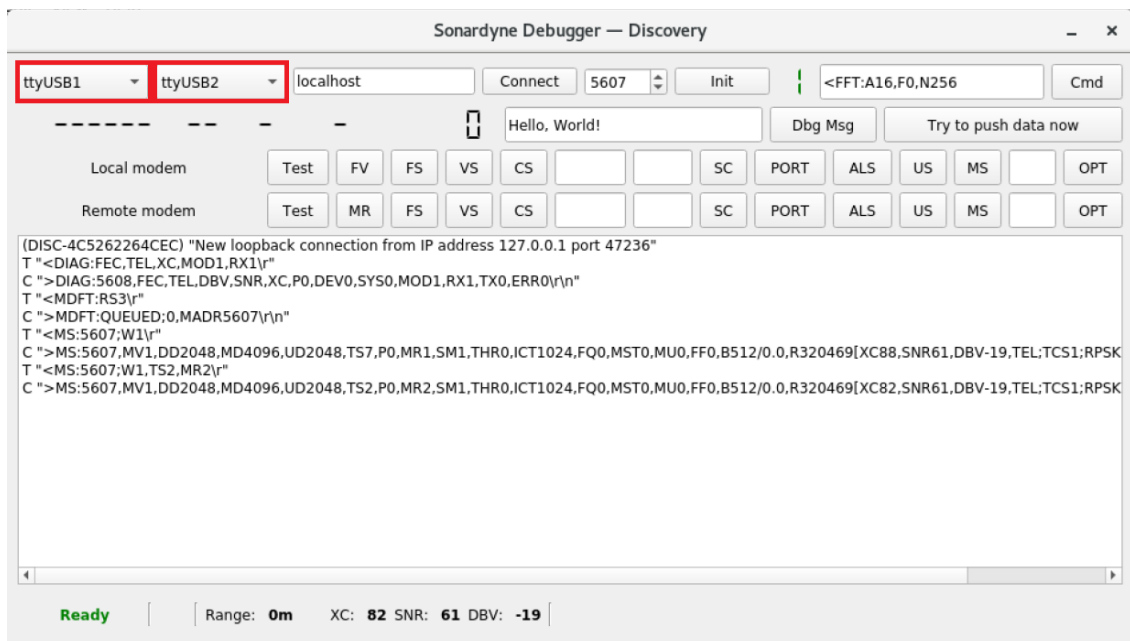 Sonardyne Debugger — Discovery
ttyUSB1 ttyUSB2 localhost Connect 5607 Init <FFT:A16,F0,N256 Cmd
------ -- - - 0 Hello, World! Dbg Msg Try to push data now
Local modem Test FV FS VS CS SC PORT ALS US MS OPT
Remote modem Test MR FS VS CS SC PORT ALS US MS OPT
(DISC-4C5262264CEC) "New loopback connection from IP address 127.0.0.1 port 47236"
T "<DIAG:FEC,TEL,XC,MOD1,RX1\r"
C ">DIAG:5608,FEC,TEL,DBV,SNR,XC,P0,DEV0,SYS0,MOD1,RX1,TX0,ERR0\r\n"
T "<MDFT:RS3\r"
C ">MDFT:QUEUED;0,MADR5607\r\n"
T "<MS:5607;W1\r"
C ">MS:5607,MV1,DD2048,MD4096,UD2048,TS7,P0,MR1,SM1,THR0,ICT1024,FQ0,MST0,MU0,FF0,B512/0.0,R320469[XC88,SNR61,DBV-19,TEL;TCS1;RPSK
T "<MS:5607;W1,TS2,MR2\r"
C ">MS:5607,MV1,DD2048,MD4096,UD2048,TS2,P0,MR2,SM1,THR0,ICT1024,FQ0,MST0,MU0,FF0,B512/0.0,R320469[XC82,SNR61,DBV-19,TEL;TCS1;RPSK
Ready Range: 0m XC: 82 SNR: 61 DBV: -19